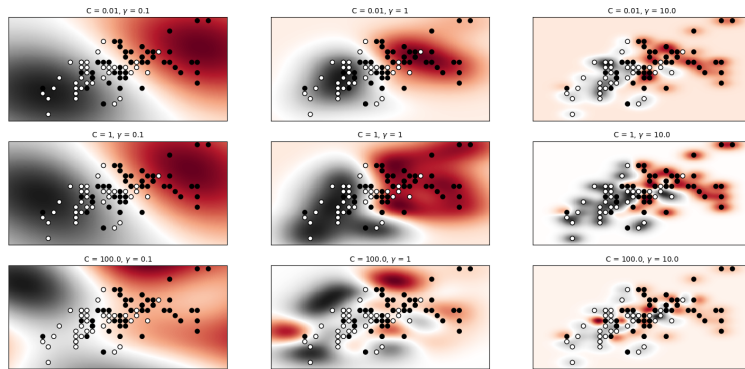 C = 0.01, γ = 0.1
C = 0.01, γ = 1
C = 0.01, γ = 10.0
C = 1, γ = 0.1
C = 1, γ = 1
C = 1, γ = 10.0
C = 100.0, γ = 0.1
C = 100.0, γ = 1
C = 100.0, γ = 10.0